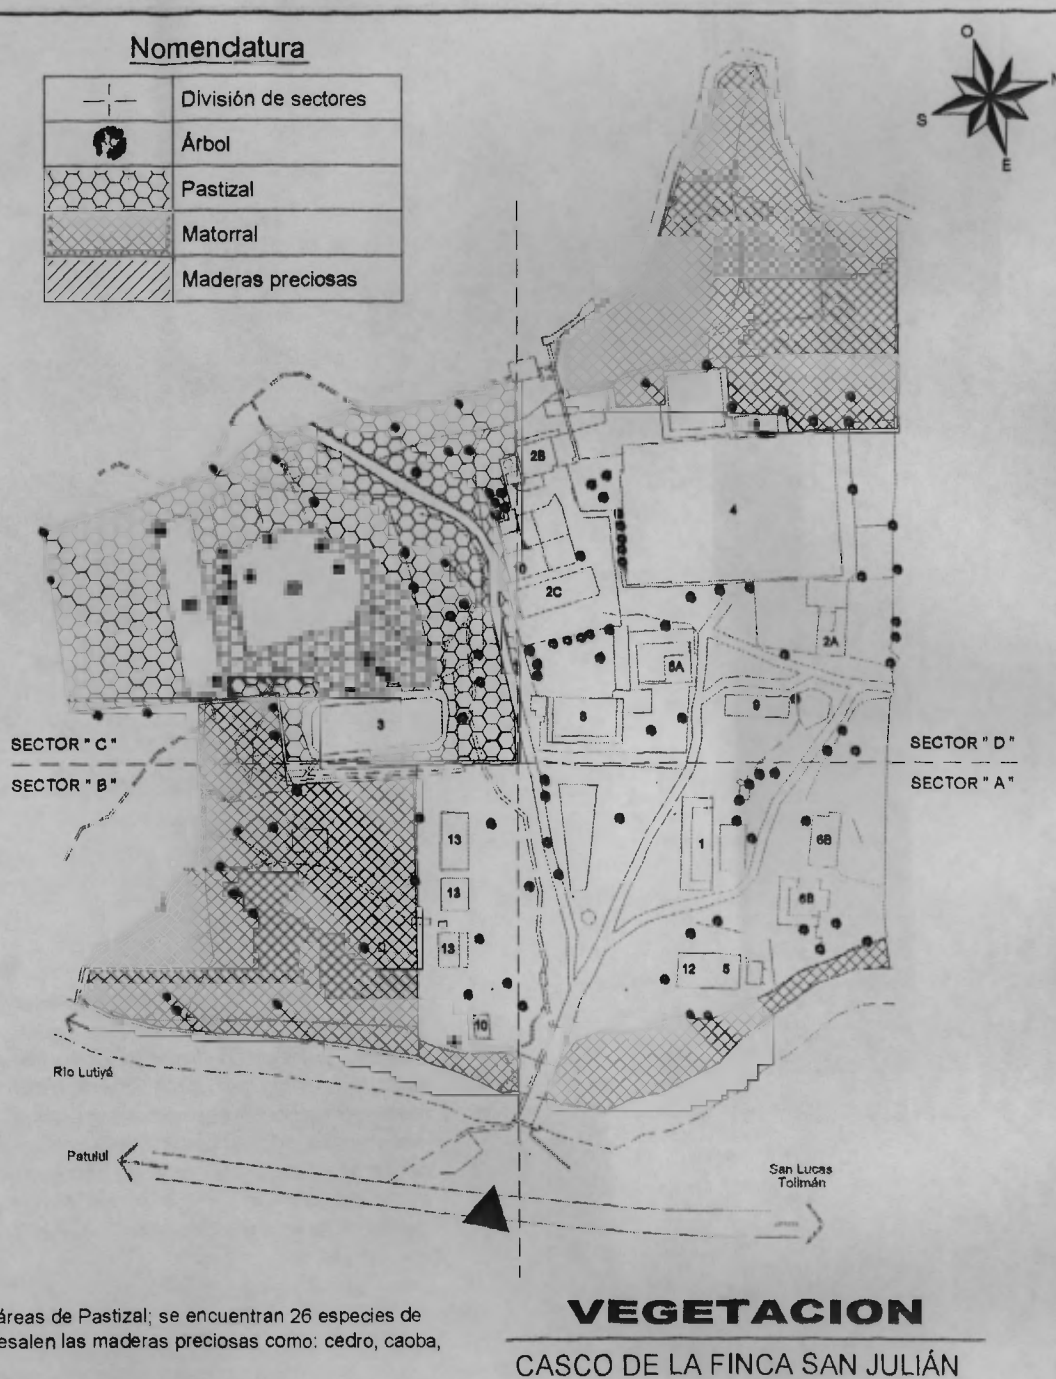 Nomenclatura
División de sectores
Árbol
Pastizal
Matorral
Maderas preciosas
O
N
S
E
2B
4
2C
2A
8A
3
8
9
SECTOR "C"
SECTOR "D"
SECTOR "B"
SECTOR "A"
13
1
6B
13
6B
13
12
5
10
Río Lutiyá
Patulul
San Lucas
Tolimán
áreas de Pastizal; se encuentran 26 especies de
esalen las maderas preciosas como: cedro, caoba,
VEGETACION
CASCO DE LA FINCA SAN JULIÁN